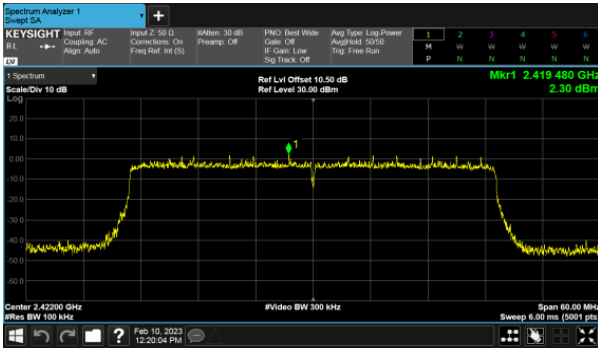 Spectrum Analyzer 1
Swept SA
+
KEYSIGHT
RL
Input: RF
Coupling: AC
Align: Auto
Input Z: 50 Ω
Corrections: On
Freq Ref: Int (S)
#Atten: 30 dB
Preamp: Off
PNO: Best Wide
Gate: Off
IF Gain: Low
Sig Track: Off
Avg Type: Log-Power
Avg|Hold: 50/50
Trig: Free Run
1 2 3 4 5 6
M W W W W W
P N N N N N
1 Spectrum
Scale/Div 10 dB
Ref Lvl Offset 10.50 dB
Ref Level 30.00 dBm
Mkr1 2.419 480 GHz
2.30 dBm
Log
20.0
10.0
0.00
-10.0
-20.0
-30.0
-40.0
-50.0
-60.0
1
Center 2.42200 GHz
#Res BW 100 kHz
#Video BW 300 kHz
Span 60.00 MHz
Sweep 6.00 ms (5001 pts)
?
Feb 10, 2023
12:20:04 PM